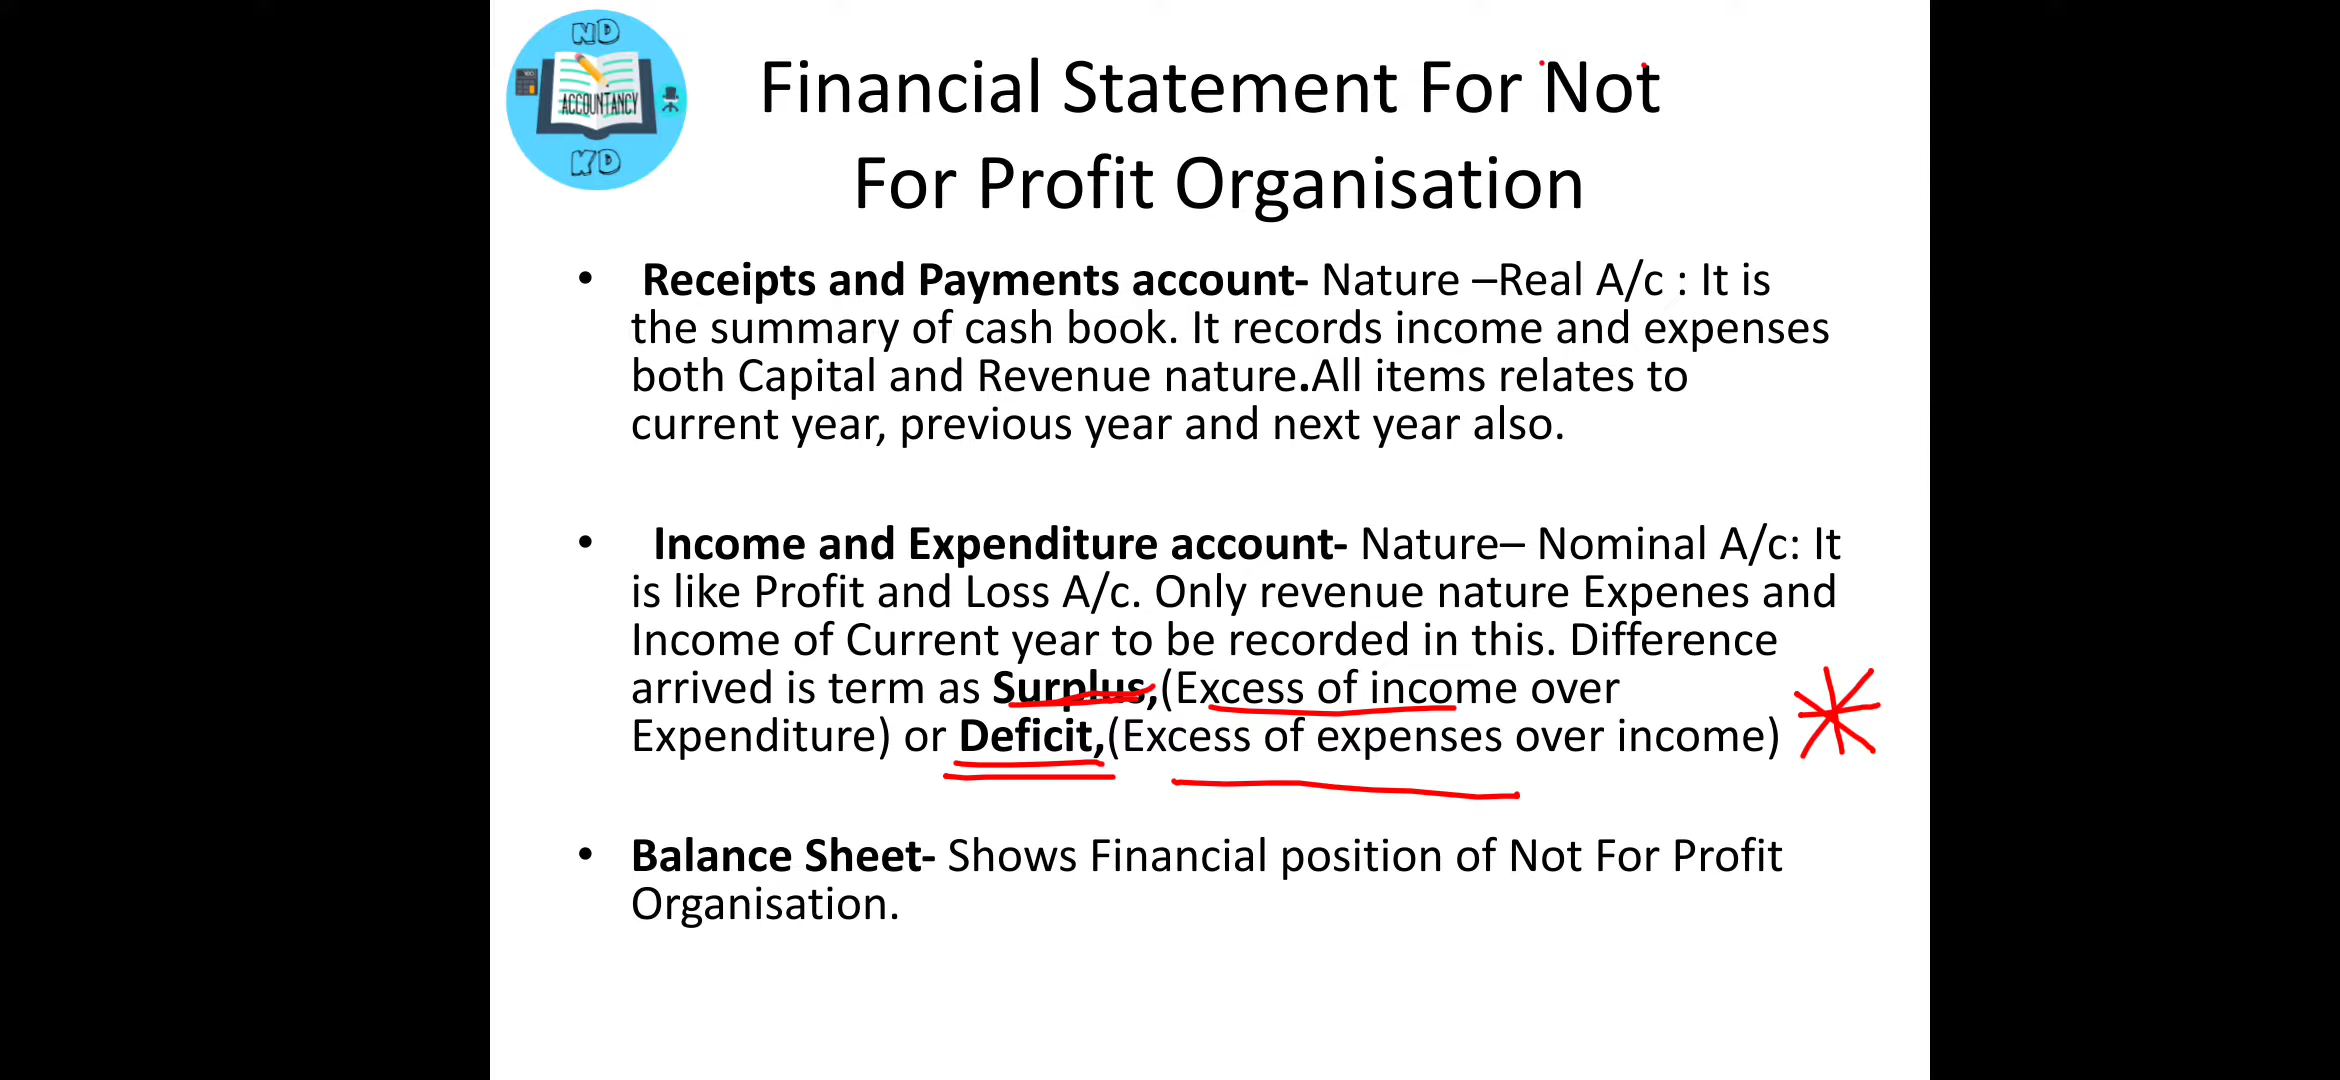 ND
ACCOUNTANCY
KD
Financial Statement For Not
For Profit Organisation
• Receipts and Payments account- Nature –Real A/c : It is
the summary of cash book. It records income and expenses
both Capital and Revenue nature.All items relates to
current year, previous year and next year also.
• Income and Expenditure account- Nature– Nominal A/c: It
is like Profit and Loss A/c. Only revenue nature Expenes and
Income of Current year to be recorded in this. Difference
arrived is term as Surplus,(Excess of income over
Expenditure) or Deficit,(Excess of expenses over income)
• Balance Sheet- Shows Financial position of Not For Profit
Organisation.